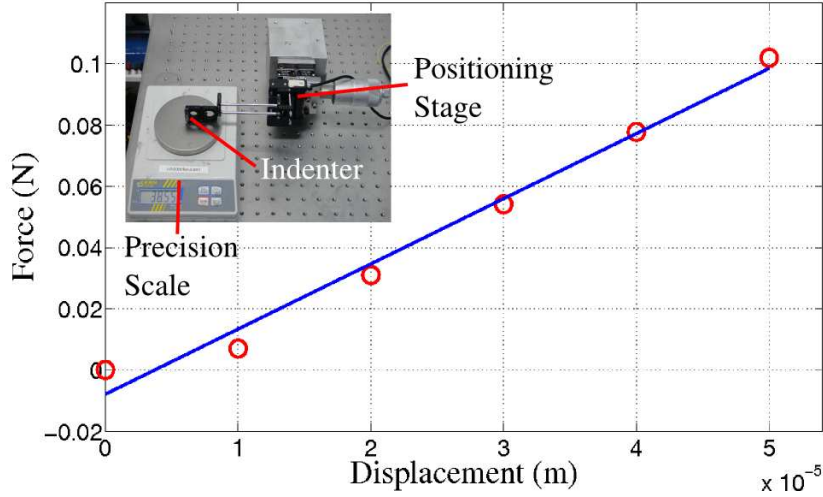 0.1
0.08
0.06
0.04
0.02
0
−0.02
Force (N)
Positioning
Stage
Indenter
Precision
Scale
0 1 2 3 4 5
Displacement (m)
x 10⁻⁵